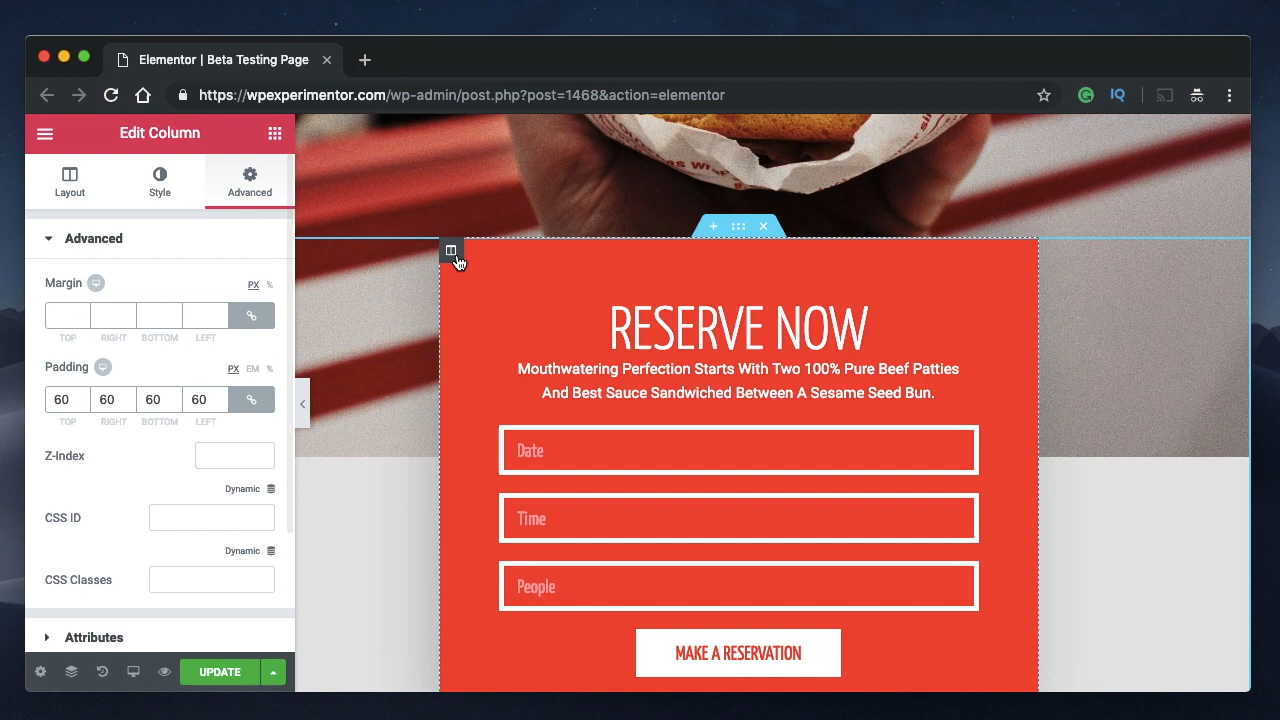 Elementor | Beta Testing Page
https://wpexperimentor.com/wp-admin/post.php?post=1468&action=elementor
IQ
Edit Column
Layout
Style
Advanced
Advanced
Margin
PX %
TOP RIGHT BOTTOM LEFT
Padding
PX EM %
60 60 60 60
TOP RIGHT BOTTOM LEFT
Z-Index
Dynamic
CSS ID
Dynamic
CSS Classes
Attributes
UPDATE
RESERVE NOW
Mouthwatering Perfection Starts With Two 100% Pure Beef Patties
And Best Sauce Sandwiched Between A Sesame Seed Bun.
Date
Time
People
MAKE A RESERVATION